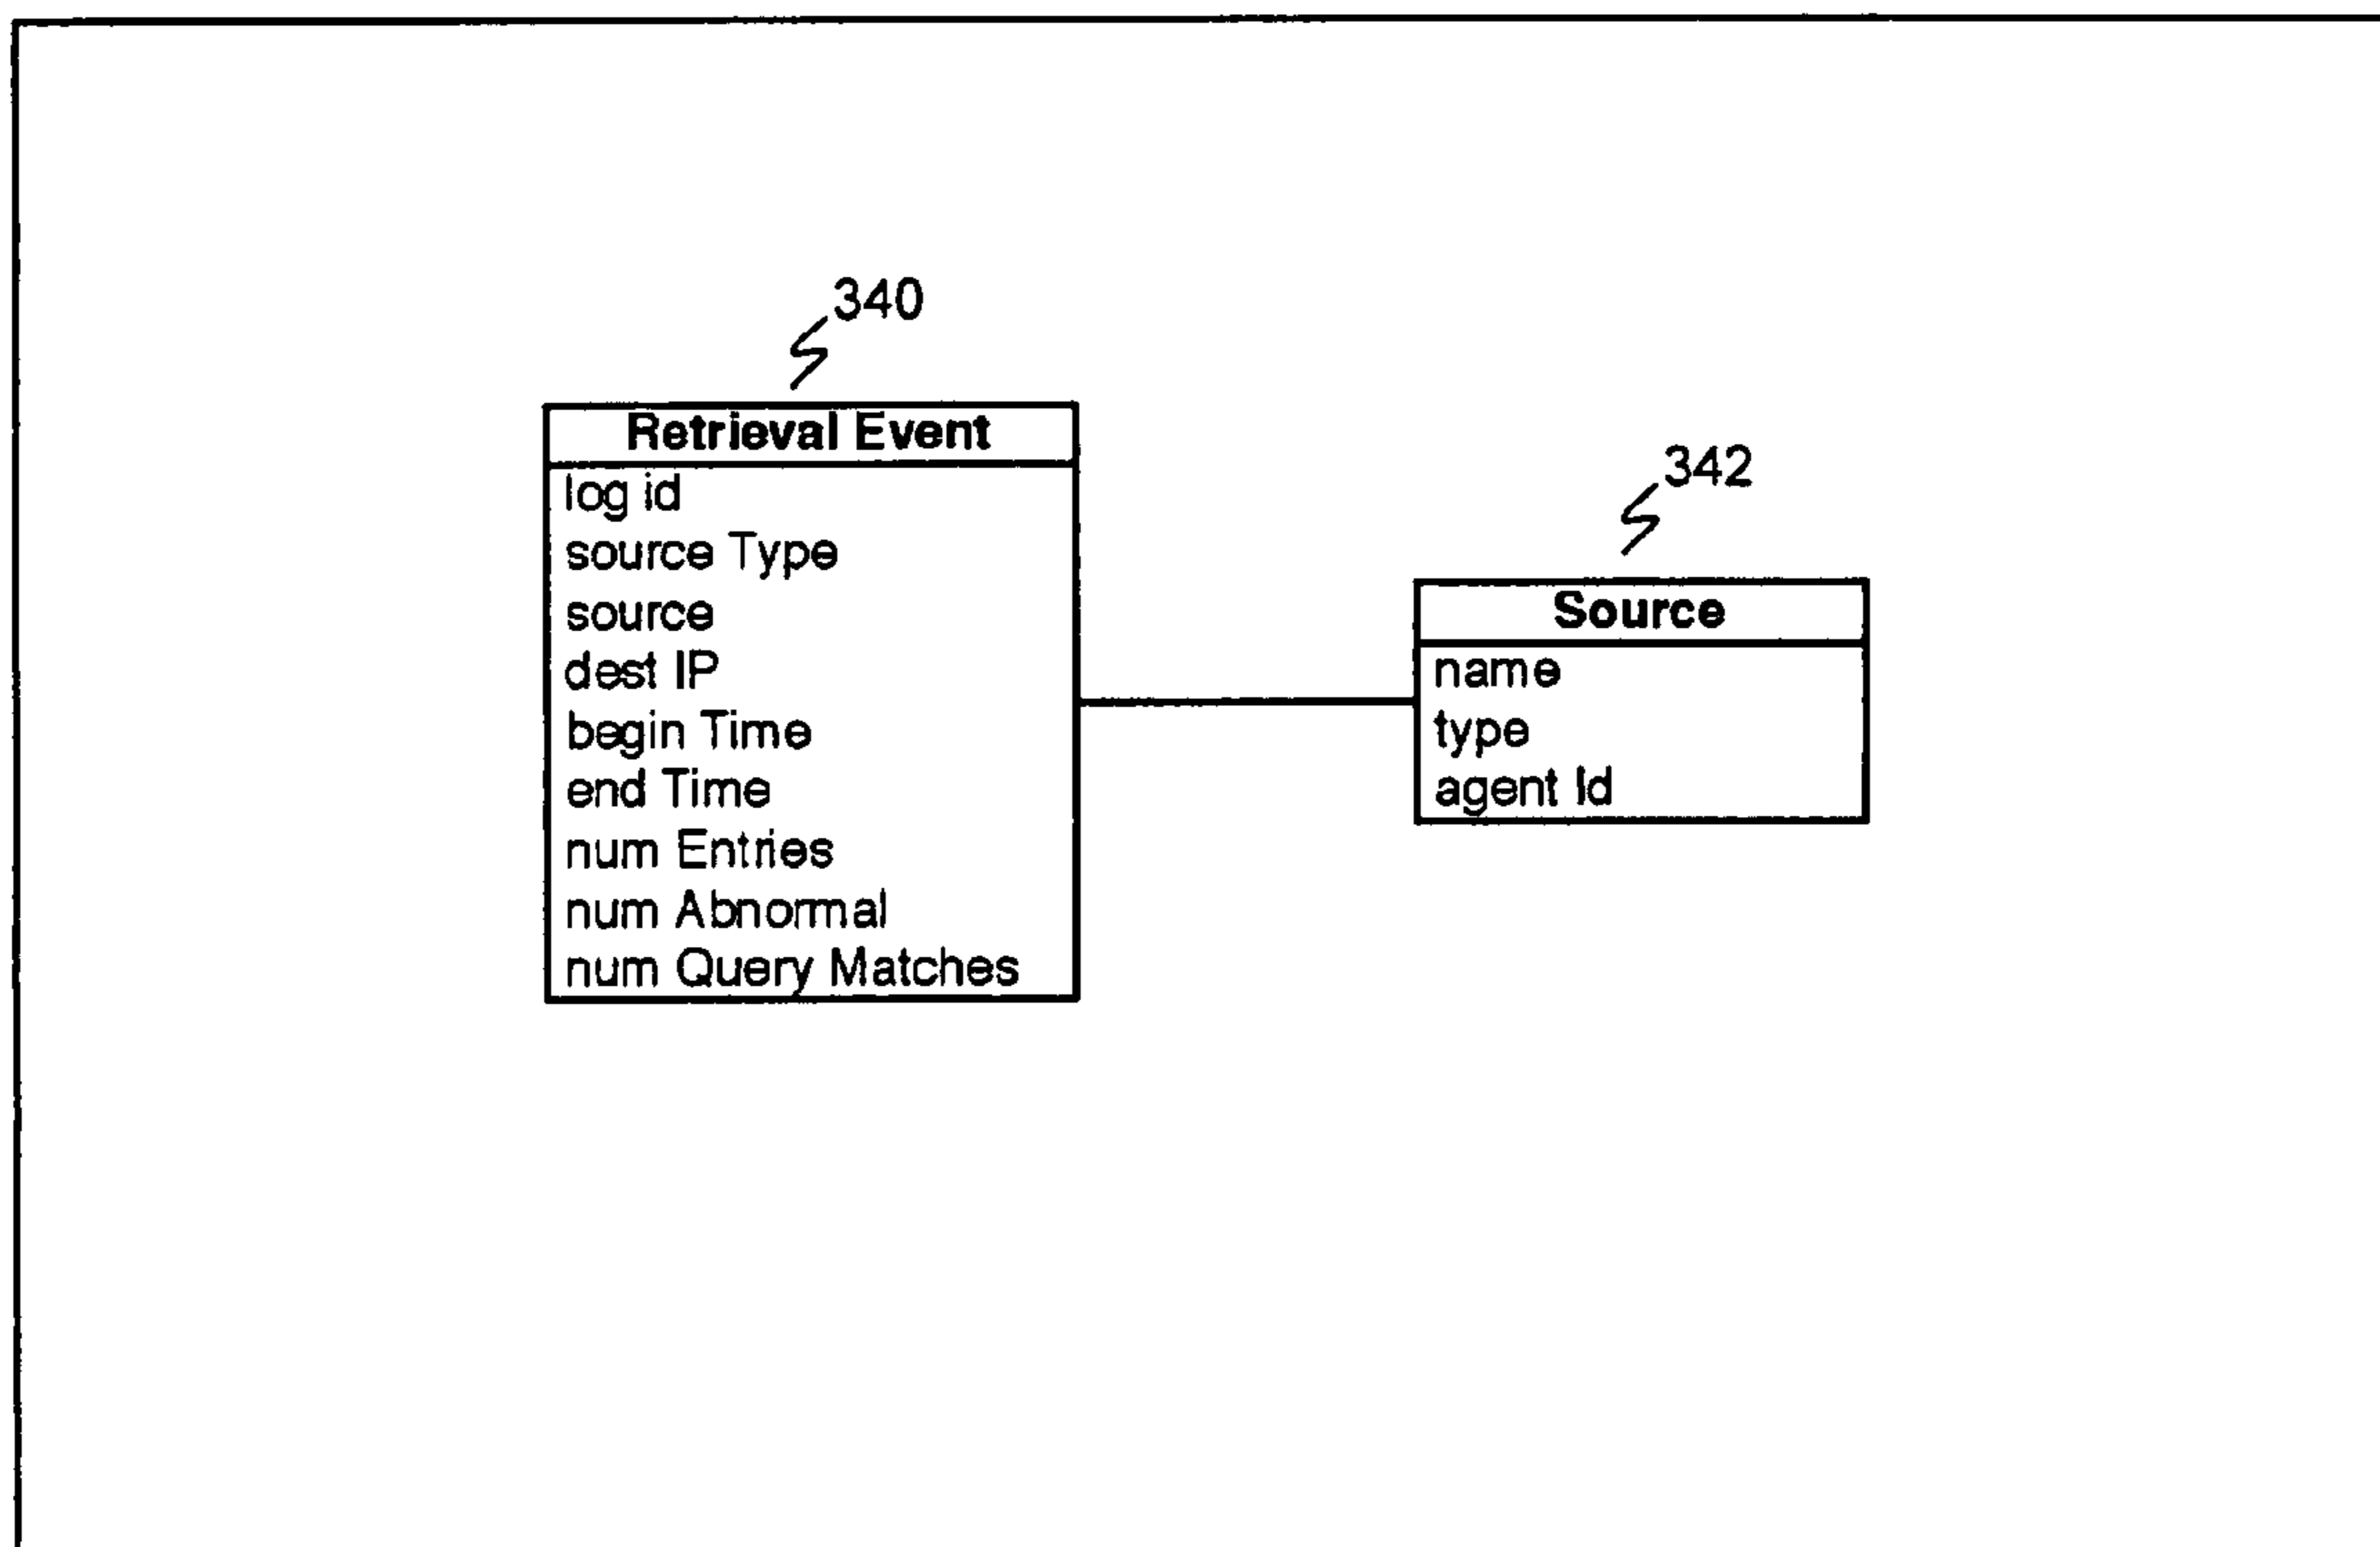 340
Retrieval Event
log id
source Type
source
dest IP
begin Time
end Time
num Entries
num Abnormal
num Query Matches
342
Source
name
type
agent Id